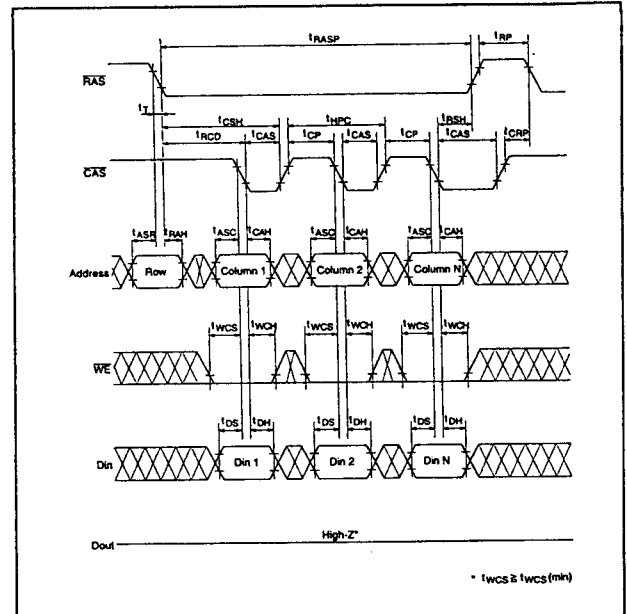 tRASP tRP
RAS
tT
tCSH tHPC tRSH
tRCD tCAS tCP tCAS tCP tCAS tCRP
CAS
tASR tRAH tASC tCAH tASC tCAH tASC tCAH
Address Row Column 1 Column 2 Column N
tWCS tWCH tWCS tWCH tWCS tWCH
WE
tDS tDH tDS tDH tDS tDH
Din Din 1 Din 2 Din N
High-Z*
Dout
* tWCS ≧ tWCS (min)